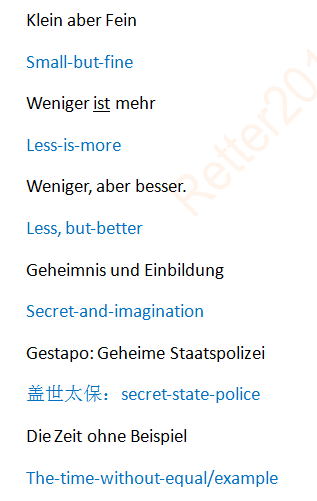 Klein aber Fein
Small-but-fine
Weniger ist mehr
Less-is-more
Weniger, aber besser.
Less, but-better
Geheimnis und Einbildung
Secret-and-imagination
Gestapo: Geheime Staatspolizei
盖世太保：secret-state-police
Die Zeit ohne Beispiel
The-time-without-equal/example
Retter201